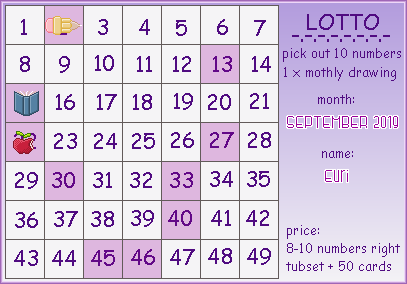 1 3 4 5 6 7
8 9 10 11 12 13 14
16 17 18 19 20 21
23 24 25 26 27 28
29 30 31 32 33 34 35
36 37 38 39 40 41 42
43 44 45 46 47 48 49
LOTTO
pick out 10 numbers
1 x mothly drawing
month:
SEPTEMBER 2019
name:
Euri
price:
8-10 numbers right
tubset + 50 cards